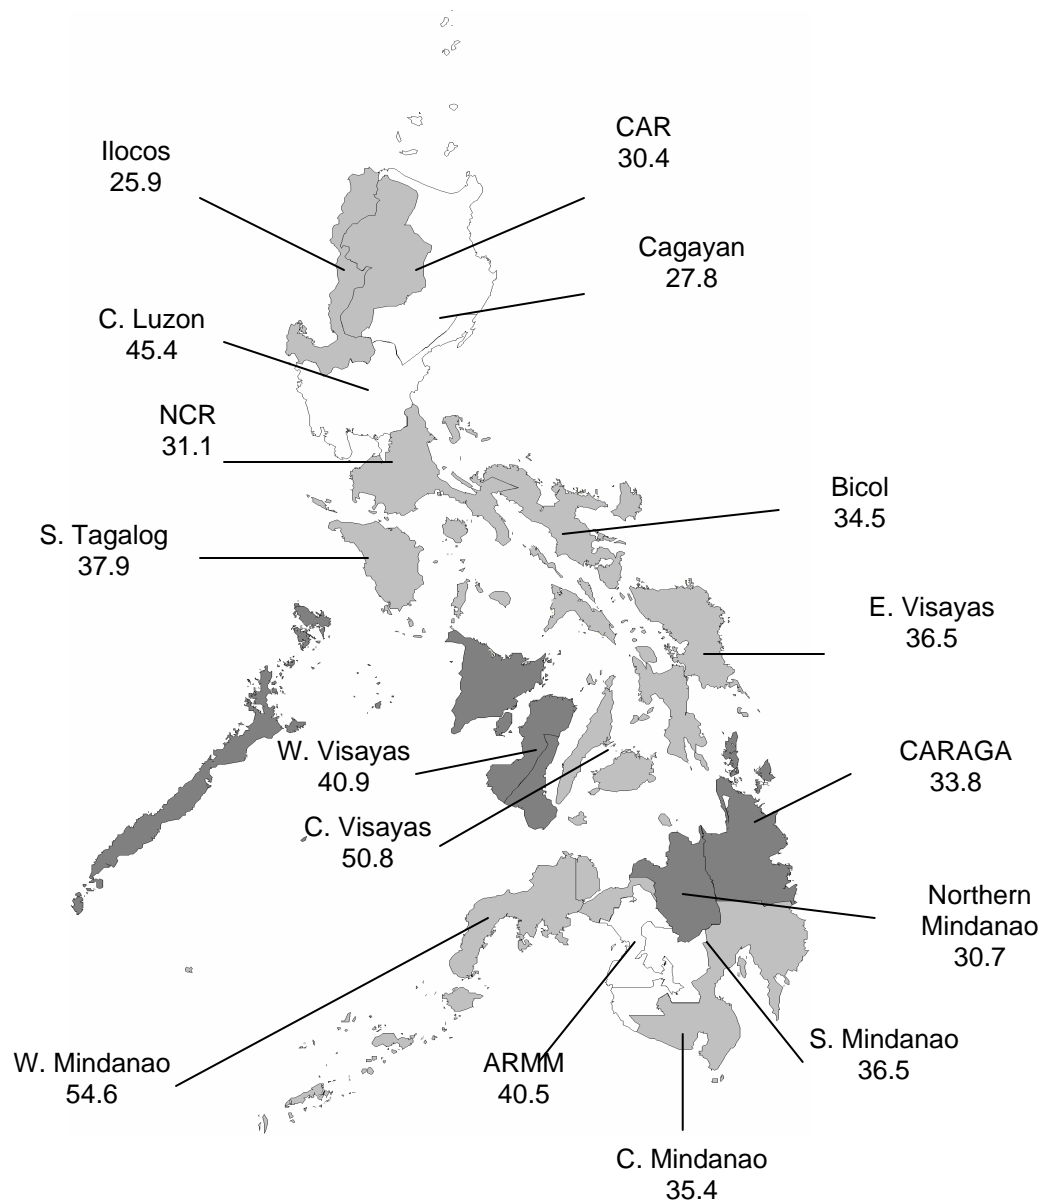 CAR
30.4
Ilocos
25.9
Cagayan
27.8
C. Luzon
45.4
NCR
31.1
Bicol
34.5
S. Tagalog
37.9
E. Visayas
36.5
W. Visayas
40.9
CARAGA
33.8
C. Visayas
50.8
Northern
Mindanao
30.7
S. Mindanao
36.5
W. Mindanao
54.6
ARMM
40.5
C. Mindanao
35.4